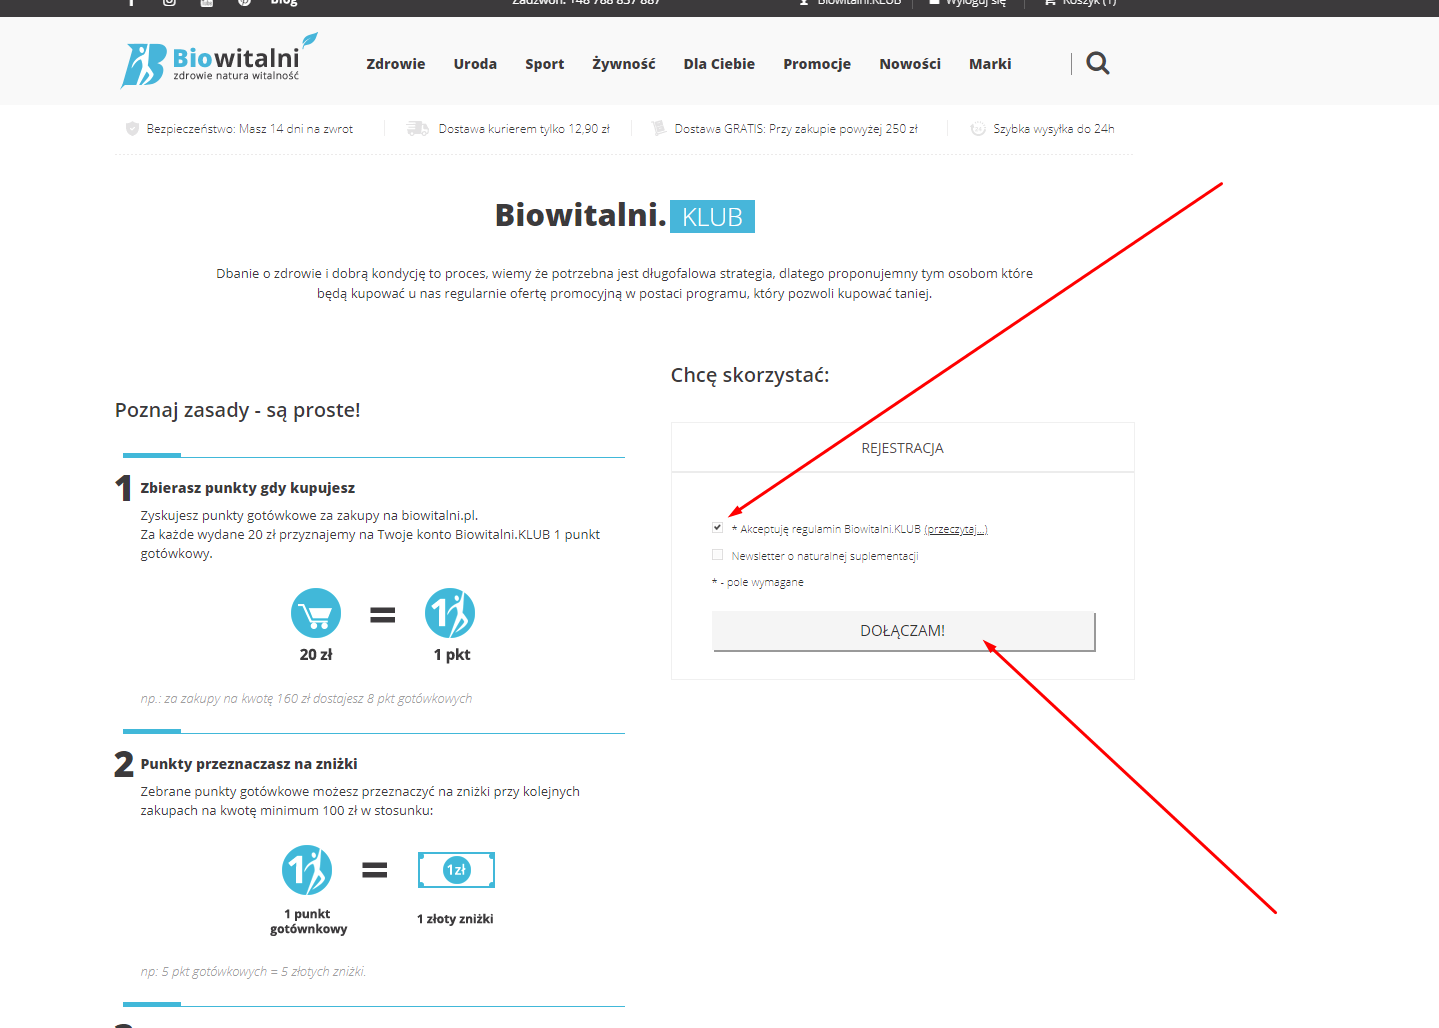 Blog
Zadzwoń: +48 788 837 887
Biowitalni.KLUB
Wyloguj się
Koszyk (1)
Biowitalni
zdrowie natura witalność
Zdrowie
Uroda
Sport
Żywność
Dla Ciebie
Promocje
Nowości
Marki
Bezpieczeństwo: Masz 14 dni na zwrot
Dostawa kurierem tylko 12,90 zł
Dostawa GRATIS: Przy zakupie powyżej 250 zł
24
Szybka wysyłka do 24h
Biowitalni. KLUB
Dbanie o zdrowie i dobrą kondycję to proces, wiemy że potrzebna jest długofalowa strategia, dlatego proponujemny tym osobom które
będą kupować u nas regularnie ofertę promocyjną w postaci programu, który pozwoli kupować taniej.
Poznaj zasady - są proste!
1 Zbierasz punkty gdy kupujesz
Zyskujesz punkty gotówkowe za zakupy na biowitalni.pl.
Za każde wydane 20 zł przyznajemy na Twoje konto Biowitalni.KLUB 1 punkt
gotówkowy.
= 1
20 zł
1 pkt
np.: za zakupy na kwotę 160 zł dostajesz 8 pkt gotówkowych
2 Punkty przeznaczasz na zniżki
Zebrane punkty gotówkowe możesz przeznaczyć na zniżki przy kolejnych
zakupach na kwotę minimum 100 zł w stosunku:
1 = 1zł
1 punkt
gotównkowy
1 złoty zniżki
np: 5 pkt gotówkowych = 5 złotych zniżki.
Chcę skorzystać:
REJESTRACJA
* Akceptuję regulamin Biowitalni.KLUB (przeczytaj...)
Newsletter o naturalnej suplementacji
* - pole wymagane
DOŁĄCZAM!